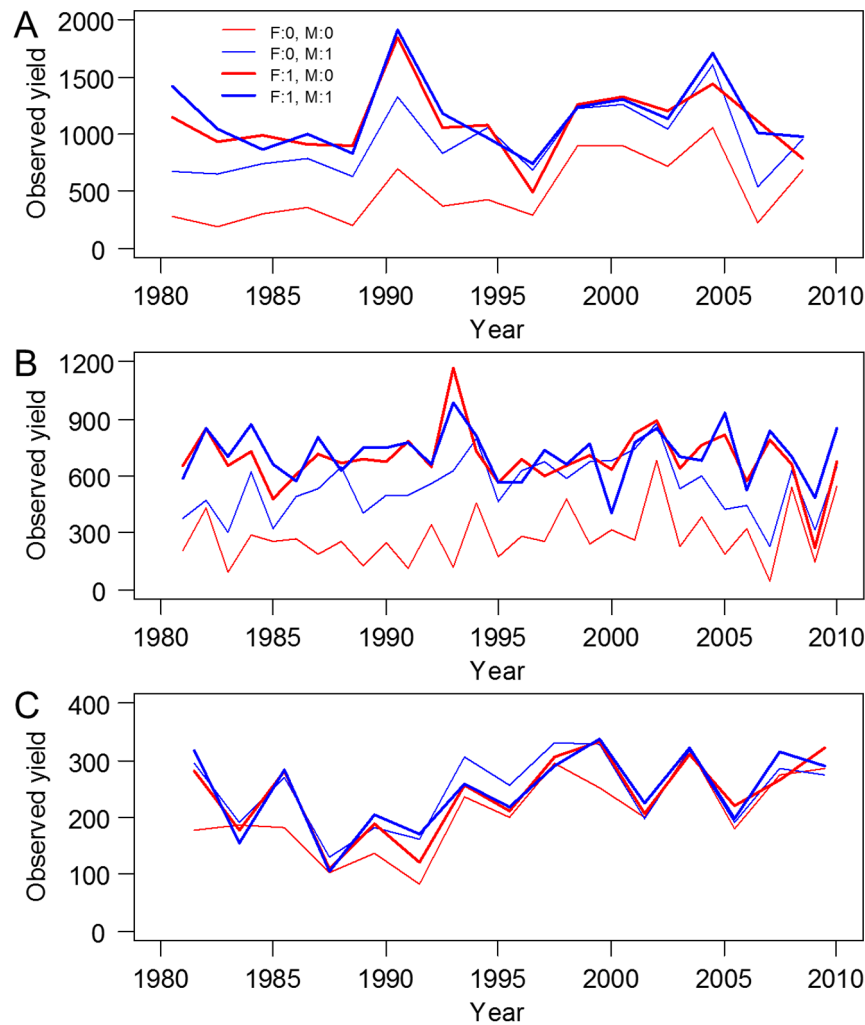 A
2000
1500
1000
500
0
Observed yield
F:0, M:0
F:0, M:1
F:1, M:0
F:1, M:1
1980 1985 1990 1995 2000 2005 2010
Year
B
1200
900
600
300
0
Observed yield
1980 1985 1990 1995 2000 2005 2010
Year
C
400
300
200
100
0
Observed yield
1980 1985 1990 1995 2000 2005 2010
Year